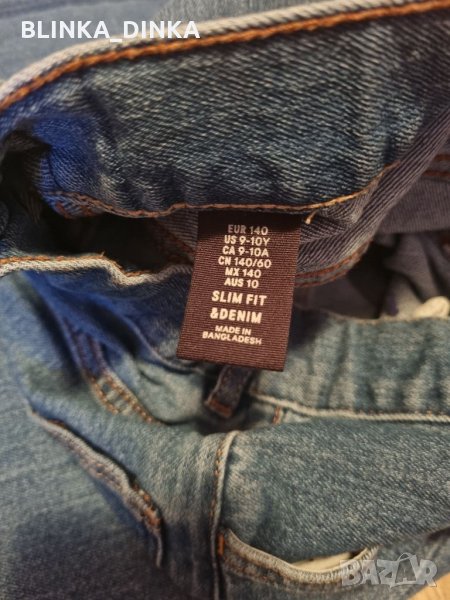 BLINKA_DINKA
EUR 140
US 9-10Y
CA 9-10A
CN 140/60
MX 140
AUS 10
SLIM FIT
&DENIM
MADE IN
BANGLADESH
BAZAR